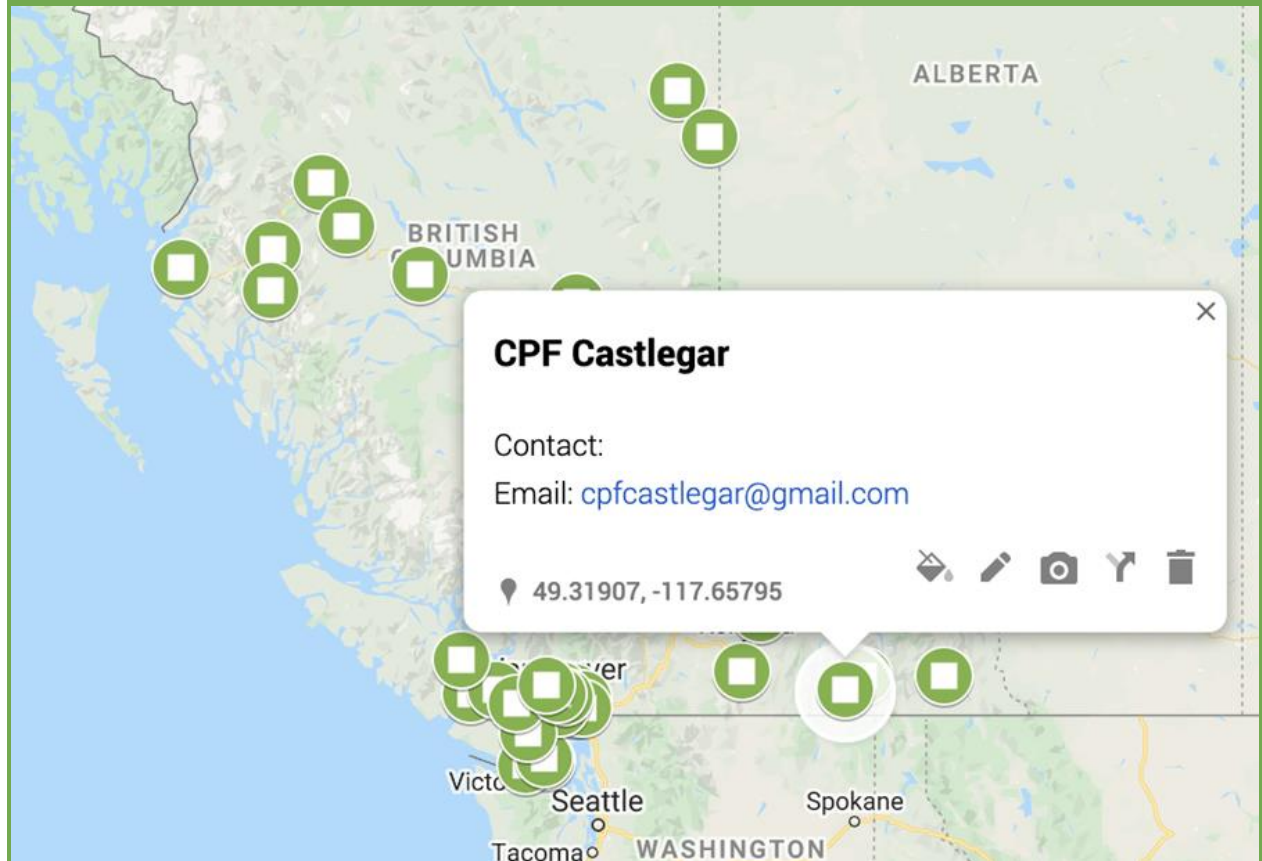 ALBERTA
BRITISH
UMBIA
CPF Castlegar
Contact:
Email: cpfcastlegar@gmail.com
49.31907, -117.65795
ver
Victo
Seattle
Spokane
Tacoma
WASHINGTON